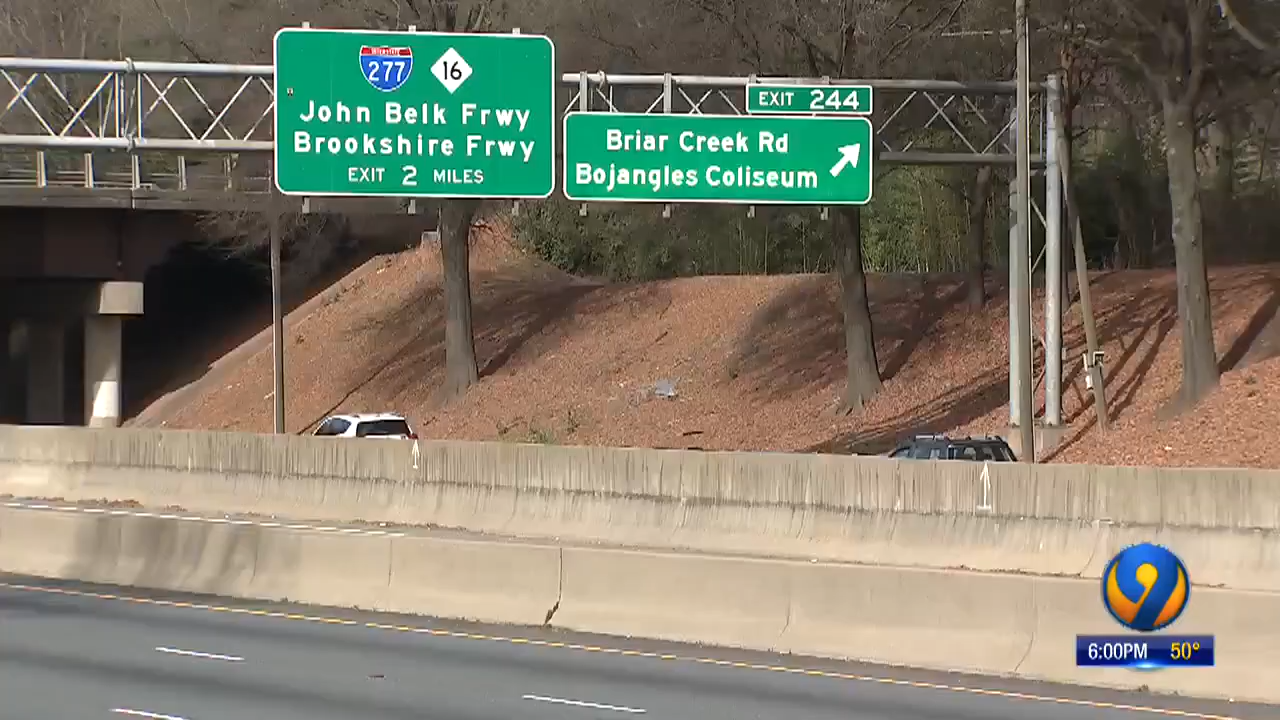 INTERSTATE
277
16
John Belk Frwy
Brookshire Frwy
EXIT 2 MILES
EXIT 244
Briar Creek Rd
Bojangles Coliseum
9
6:00PM 50°